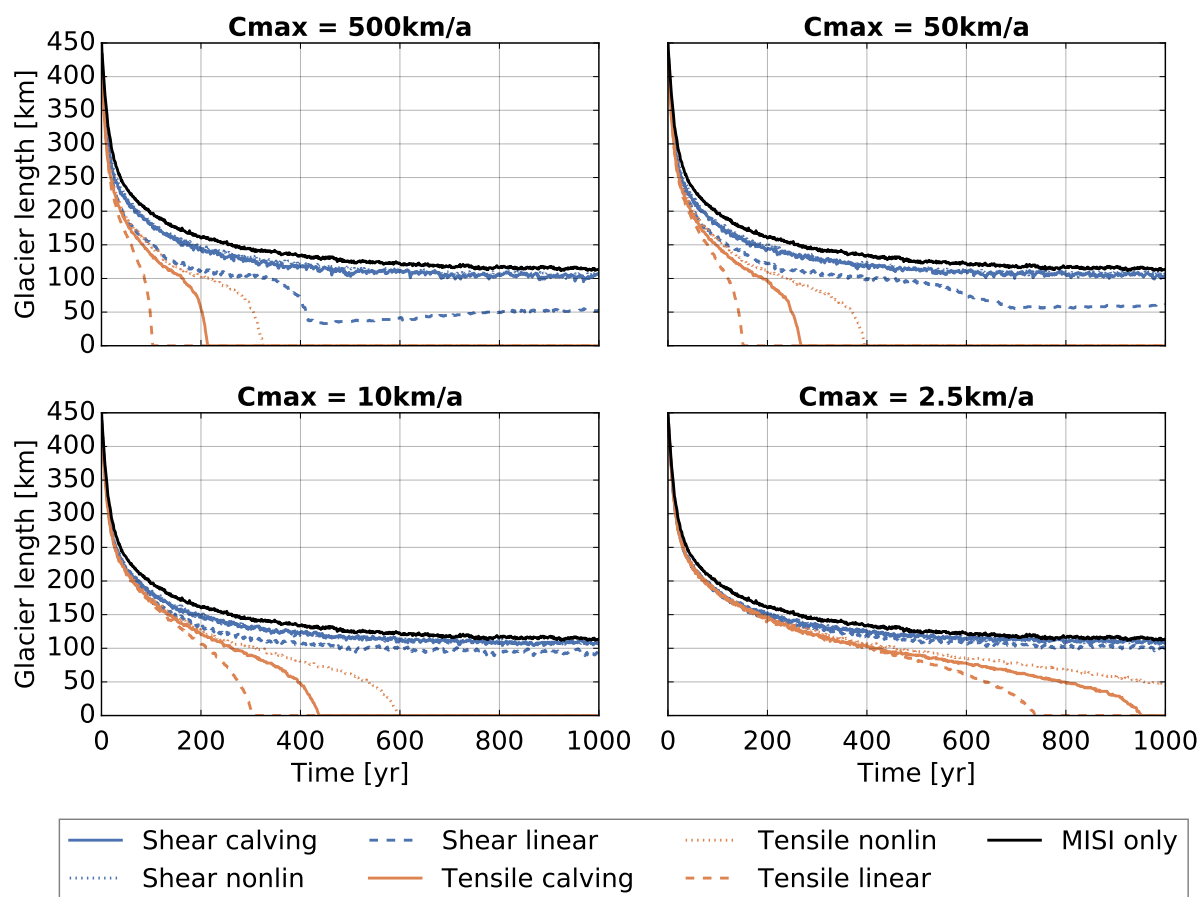 Cmax = 500km/a
Cmax = 50km/a
Glacier length [km]
450
400
350
300
250
200
150
100
50
0
Cmax = 10km/a
Cmax = 2.5km/a
Glacier length [km]
450
400
350
300
250
200
150
100
50
0
0 200 400 600 800 1000
0 200 400 600 800 1000
Time [yr]
Time [yr]
Shear calving Shear linear Tensile nonlin MISI only
Shear nonlin Tensile calving Tensile linear